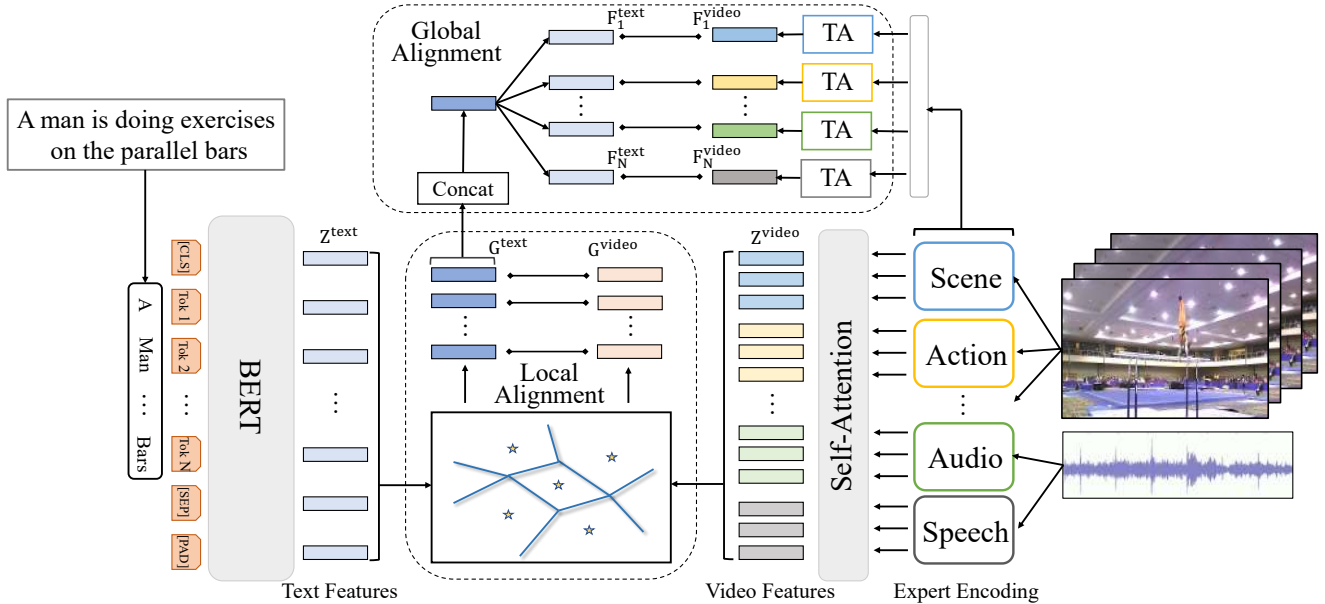 Global
Alignment
F_1^text
F_1^video
TA
TA
⋮
⋮
TA
F_N^text
F_N^video
TA
Concat
A man is doing exercises
on the parallel bars
A
Man
...
Bars
[CLS]
Tok 1
Tok 2
...
Tok N
[SEP]
[PAD]
BERT
Z^text
...
Text Features
G^text
G^video
⋮
⋮
Local
Alignment
Z^video
...
Video Features
Self-Attention
Scene
Action
...
Audio
Speech
Expert Encoding